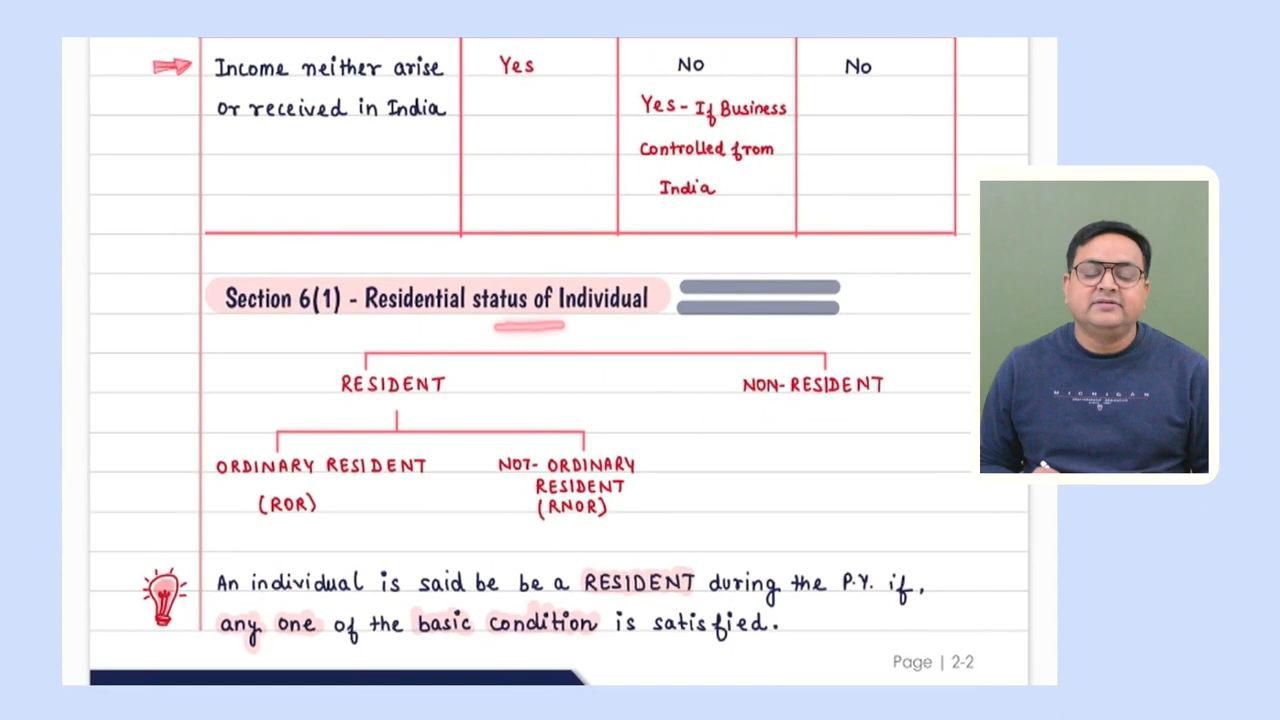 Income neither arise Yes No No
or received in India Yes - If Business
Controlled from
India
Section 6(1) - Residential status of Individual
RESIDENT NON-RESIDENT
ORDINARY RESIDENT NOT-ORDINARY
RESIDENT
(ROR) (RNOR)
An individual is said be be a RESIDENT during the P.Y. if,
any one of the basic condition is satisfied.
Page | 2-2
MICHIGAN